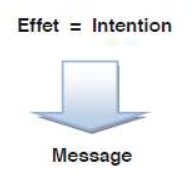 Effet = Intention
Message